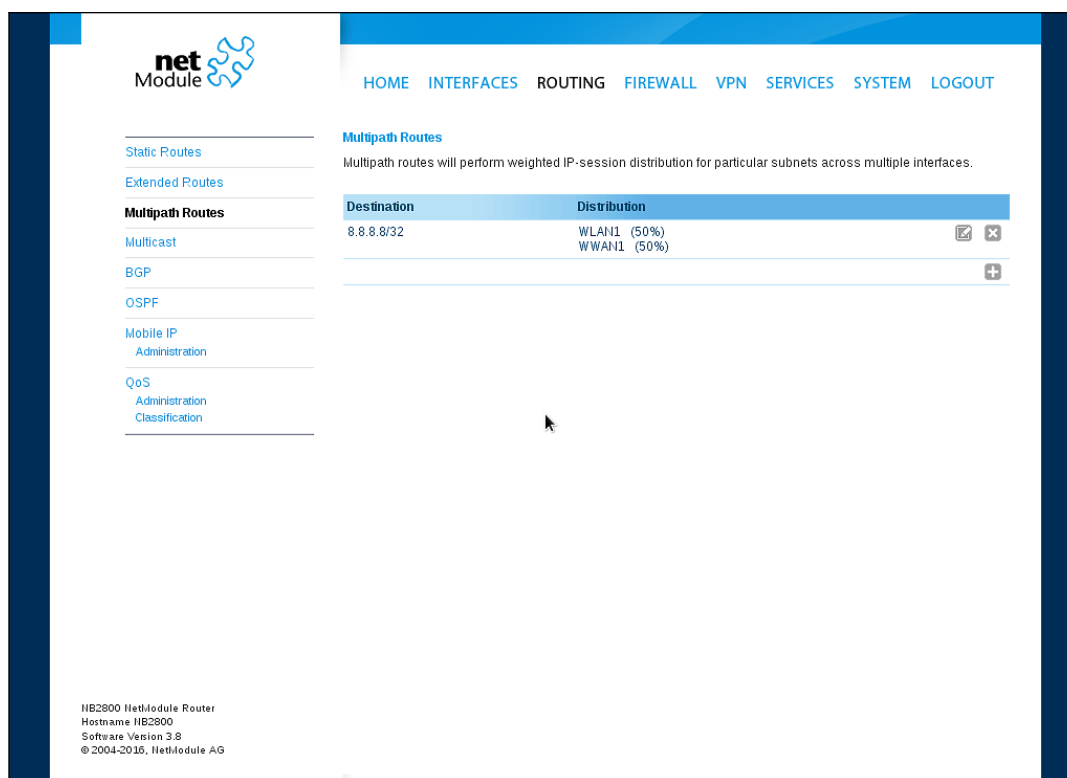 net
Module
HOME INTERFACES ROUTING FIREWALL VPN SERVICES SYSTEM LOGOUT
Static Routes
Extended Routes
Multipath Routes
Multicast
BGP
OSPF
Mobile IP
Administration
QoS
Administration
Classification
Multipath Routes
Multipath routes will perform weighted IP-session distribution for particular subnets across multiple interfaces.
Destination Distribution
8.8.8.8/32 WLAN1 (50%)
WWAN1 (50%)
NB2800 NetModule Router
Hostname NB2800
Software Version 3.8
© 2004-2016, NetModule AG